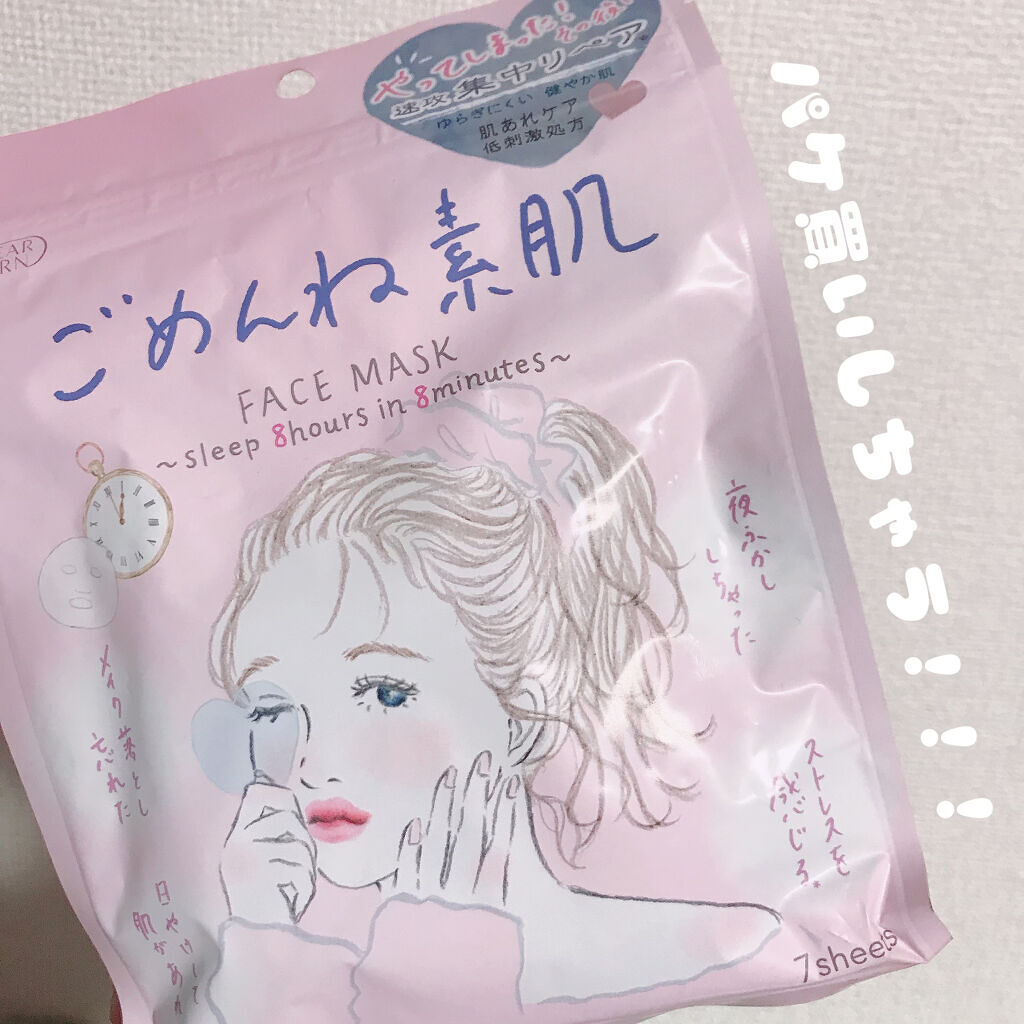 やってしまった!その夜に
速攻・集中リペア
ゆらぎにくい 健やか肌
肌あれケア
低刺激処方
ごめんね素肌
FACE MASK
~sleep 8hours in 8minutes~
夜ふかし
しちゃった
メイク落とし
忘れた
ストレスを
感じる。
日やけして
肌があれ
7sheets
パケ買いしちゃう!!!